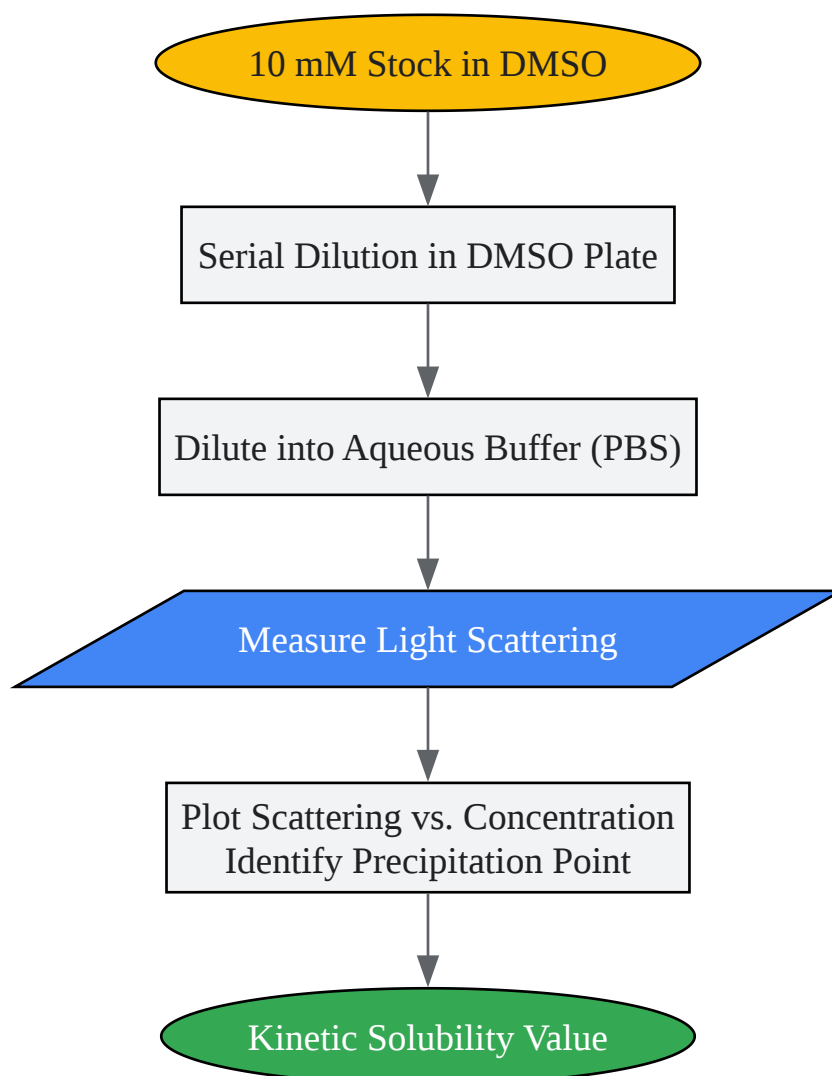 10 mM Stock in DMSO
Serial Dilution in DMSO Plate
Dilute into Aqueous Buffer (PBS)
Measure Light Scattering
Plot Scattering vs. Concentration
Identify Precipitation Point
Kinetic Solubility Value